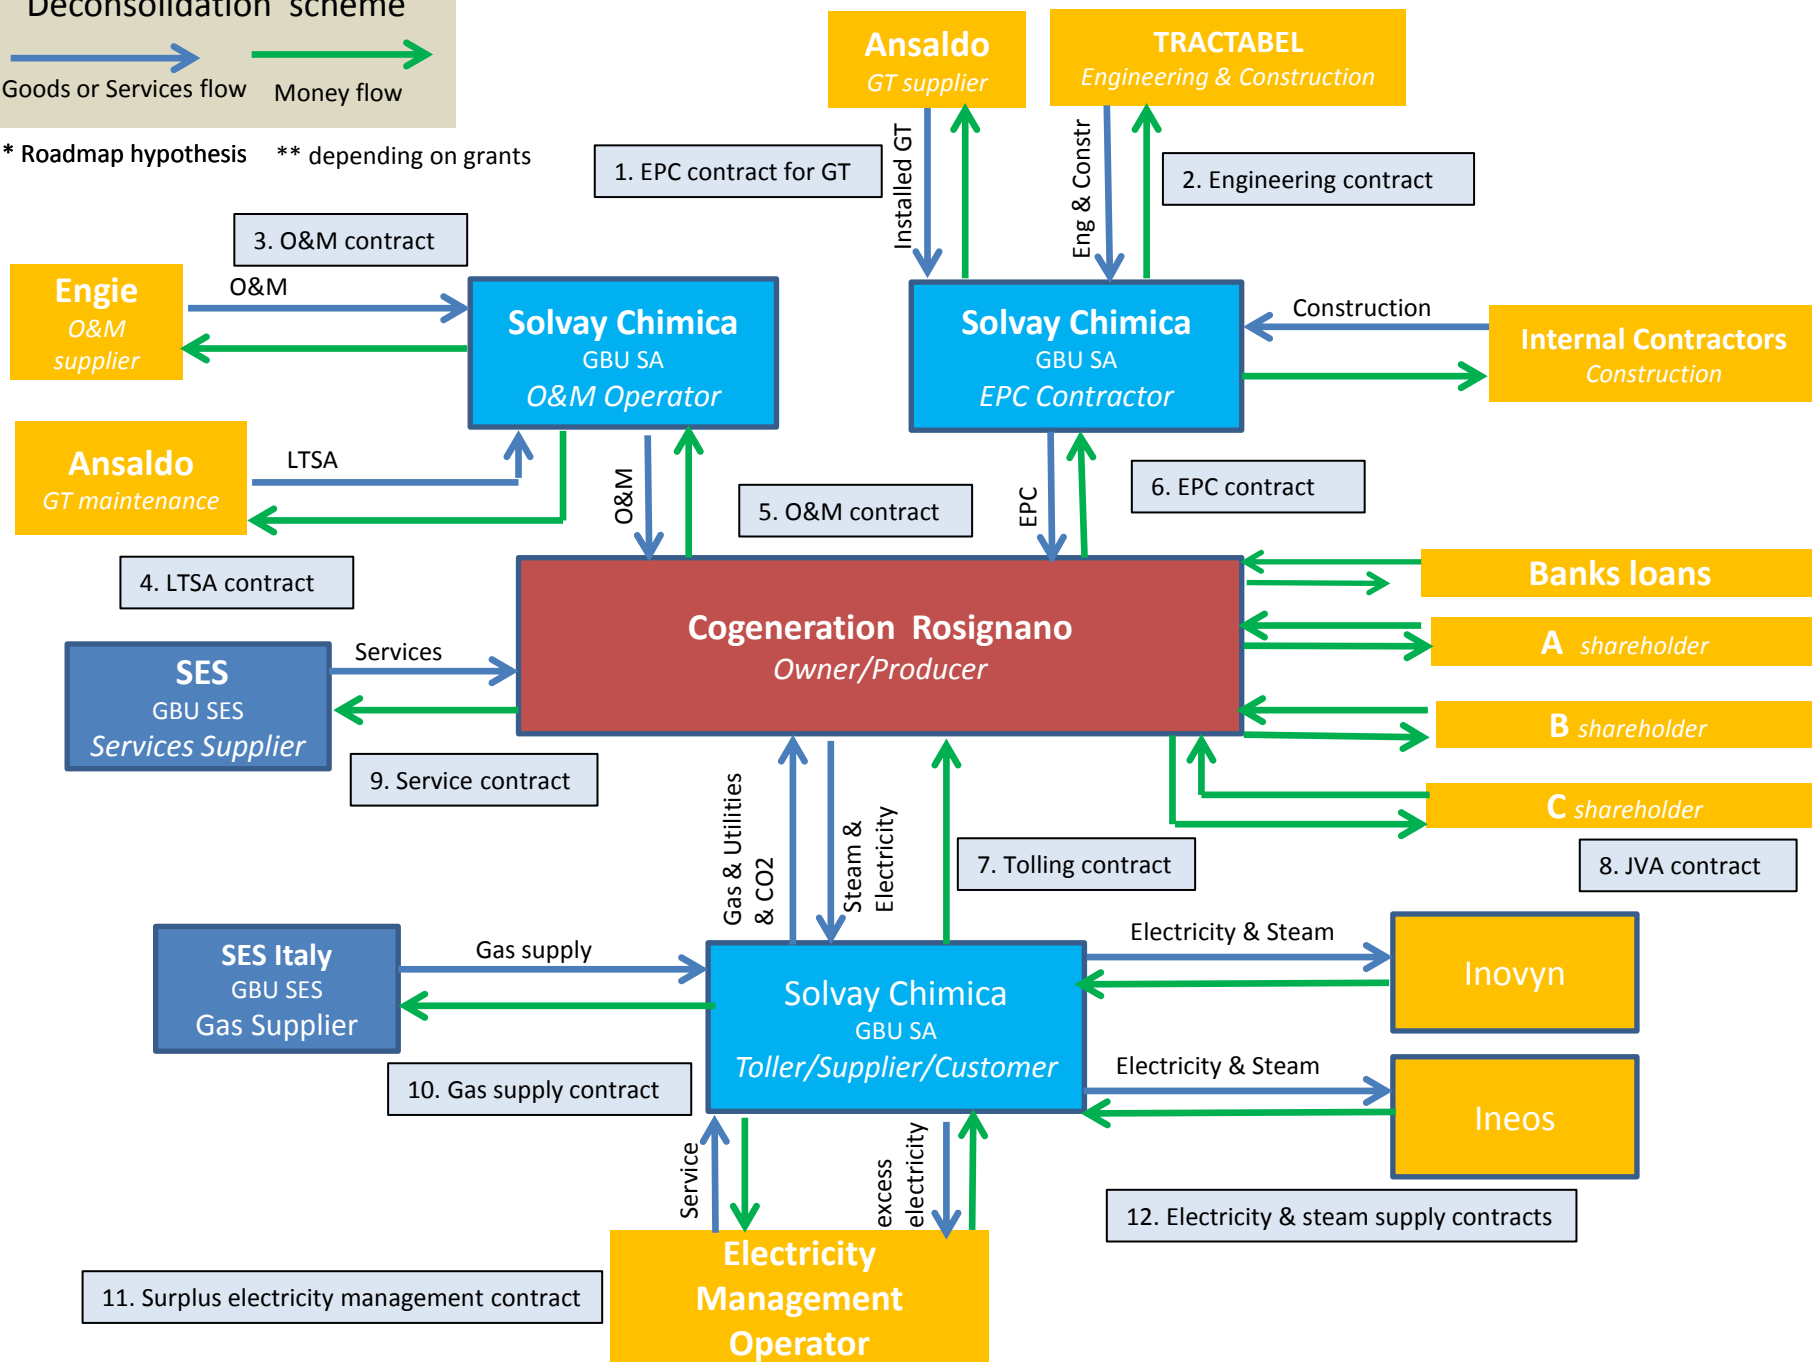 Deconsolidation scheme
Goods or Services flow
Money flow
* Roadmap hypothesis
** depending on grants
Ansaldo
GT supplier
TRACTABEL
Engineering & Construction
1. EPC contract for GT
Installed GT
Eng & Constr
2. Engineering contract
3. O&M contract
Engie
O&M
supplier
O&M
Solvay Chimica
GBU SA
O&M Operator
Solvay Chimica
GBU SA
EPC Contractor
Construction
Internal Contractors
Construction
Ansaldo
GT maintenance
LTSA
O&M
5. O&M contract
EPC
6. EPC contract
4. LTSA contract
Cogeneration Rosignano
Owner/Producer
Banks loans
A shareholder
B shareholder
C shareholder
SES
GBU SES
Services Supplier
Services
9. Service contract
Gas & Utilities
& CO2
Steam &
Electricity
7. Tolling contract
8. JVA contract
SES Italy
GBU SES
Gas Supplier
Gas supply
Solvay Chimica
GBU SA
Toller/Supplier/Customer
Electricity & Steam
Inovyn
10. Gas supply contract
Electricity & Steam
Ineos
Service
excess
electricity
12. Electricity & steam supply contracts
11. Surplus electricity management contract
Electricity
Management
Operator